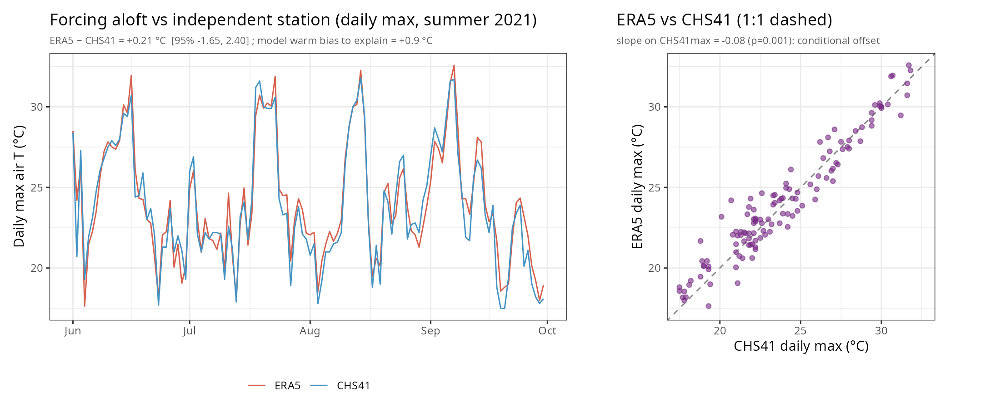 Forcing aloft vs independent station (daily max, summer 2021)
ERA5 − CHS41 = +0.21 °C  [95% -1.65, 2.40] ; model warm bias to explain = +0.9 °C
Daily max air T (°C)
30
25
20
Jun
Jul
Aug
Sep
Oct
ERA5
CHS41
ERA5 vs CHS41 (1:1 dashed)
slope on CHS41max = -0.08 (p=0.001): conditional offset
ERA5 daily max (°C)
30
25
20
20
25
30
CHS41 daily max (°C)